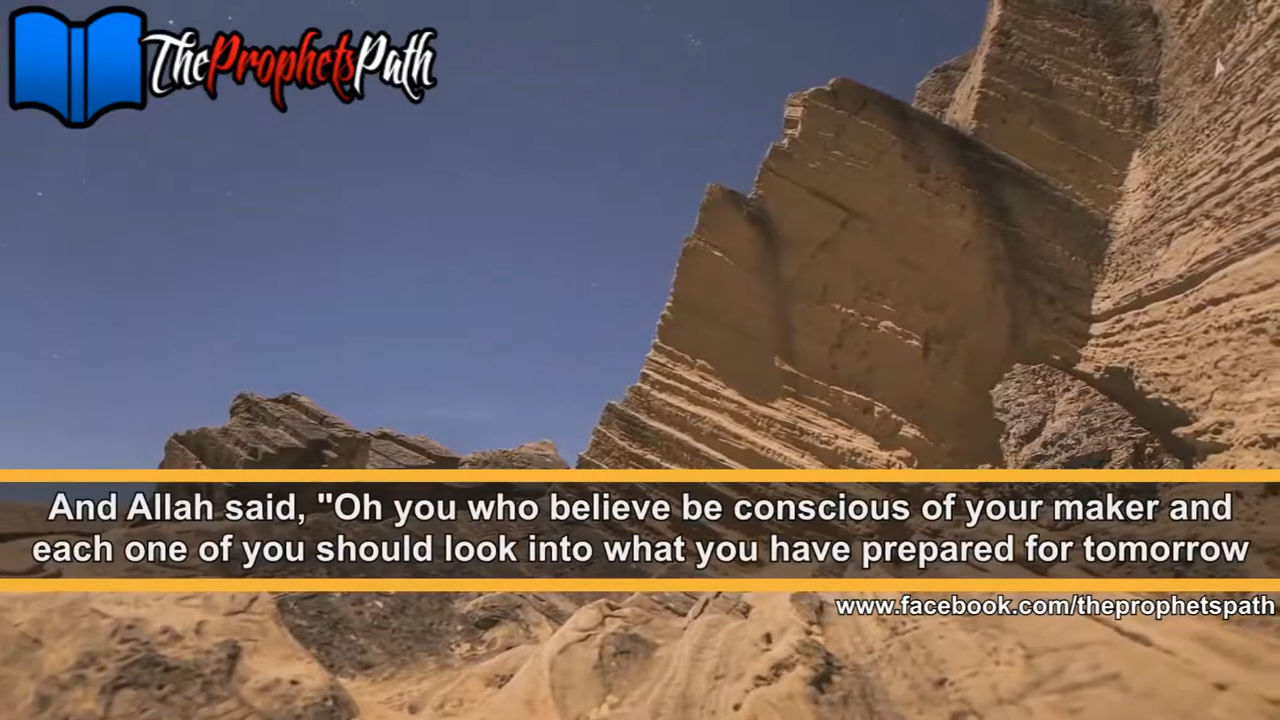 ThePropheṭsPath
And Allah said, "Oh you who believe be conscious of your maker and
each one of you should look into what you have prepared for tomorrow
www.facebook.com/theprophetspath